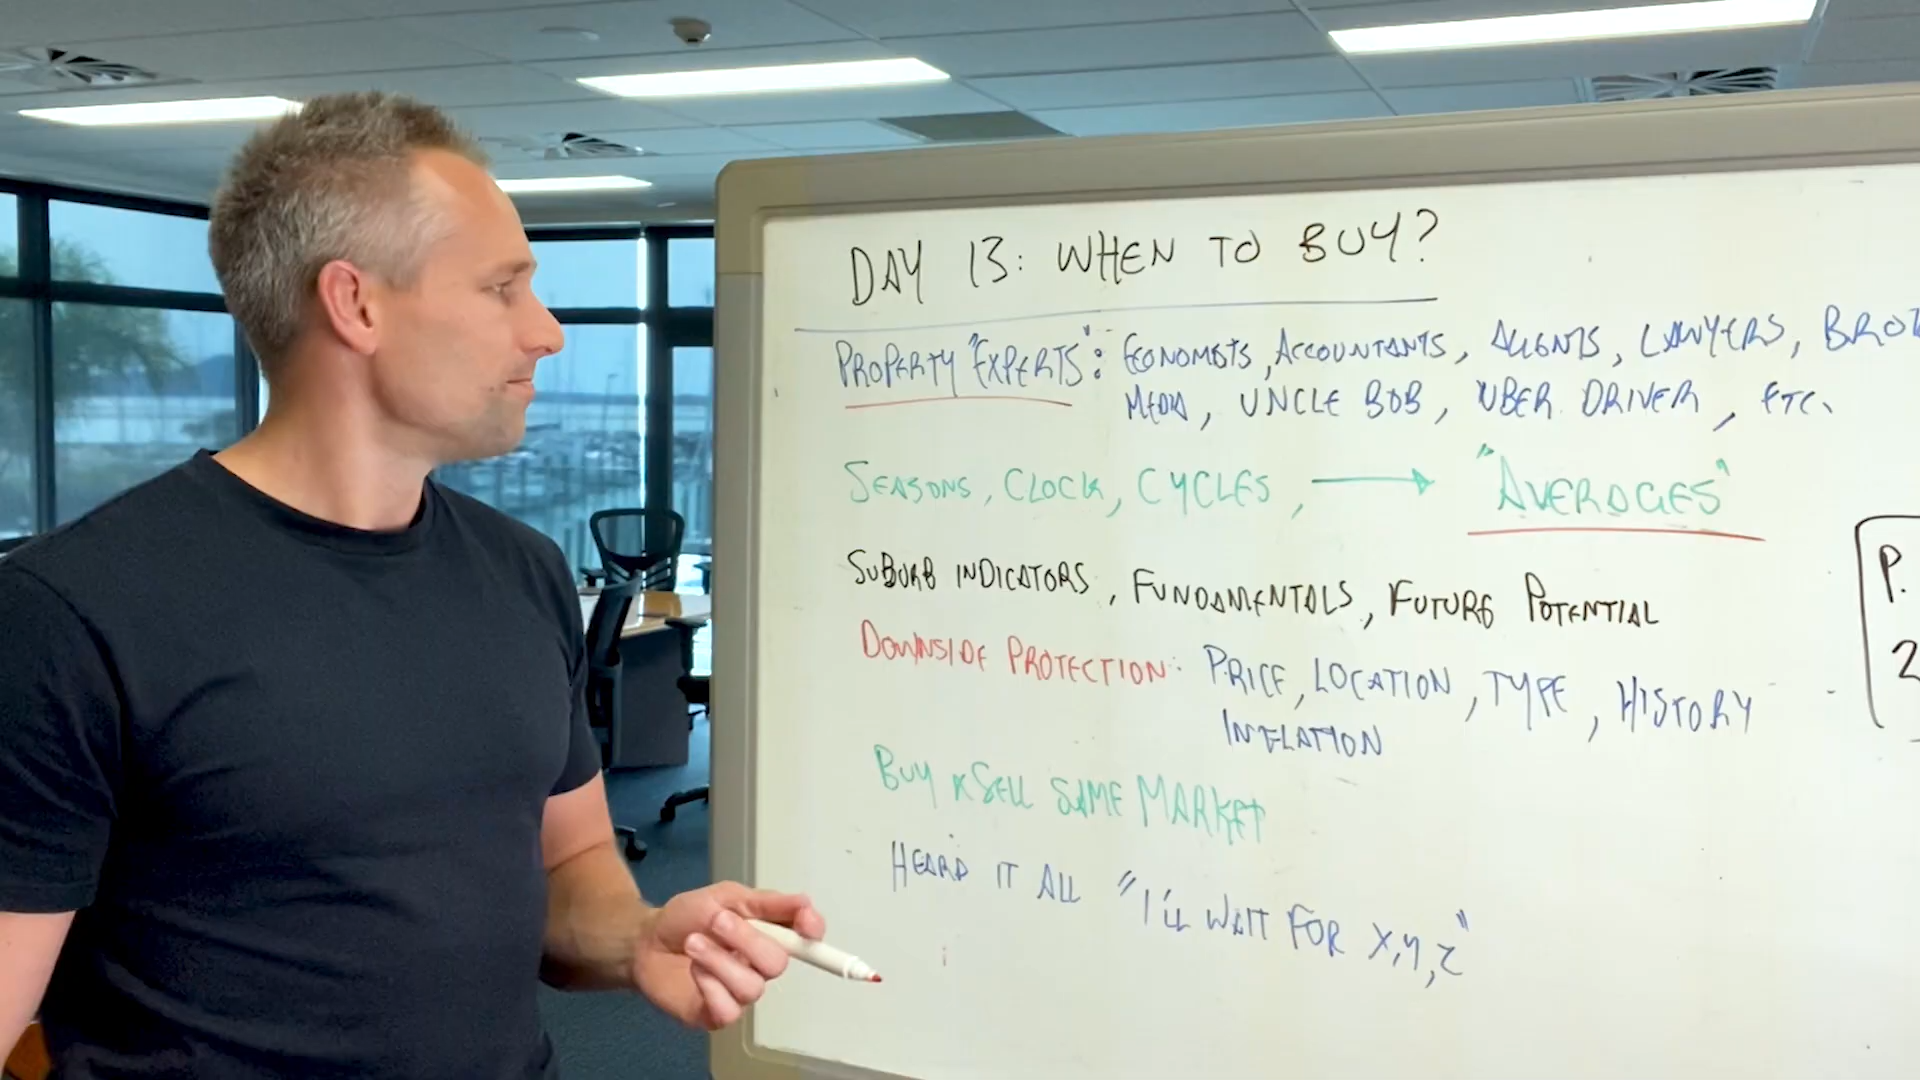 DAY 13: WHEN TO BUY?
PROPERTY "EXPERTS": ECONOMISTS, ACCOUNTANTS, AGENTS, LAWYERS, BRO
MEDIA, UNCLE BOB, UBER DRIVER, ETC.
SEASONS, CLOCK, CYCLES, → "AVERAGES"
SUBURB INDICATORS, FUNDAMENTALS, FUTURE POTENTIAL
DOWNSIDE PROTECTION: PRICE, LOCATION, TYPE, HISTORY
INFLATION
BUY & SELL SAME MARKET
HEARD IT ALL "I'LL WAIT FOR X,Y,Z"
P.
2